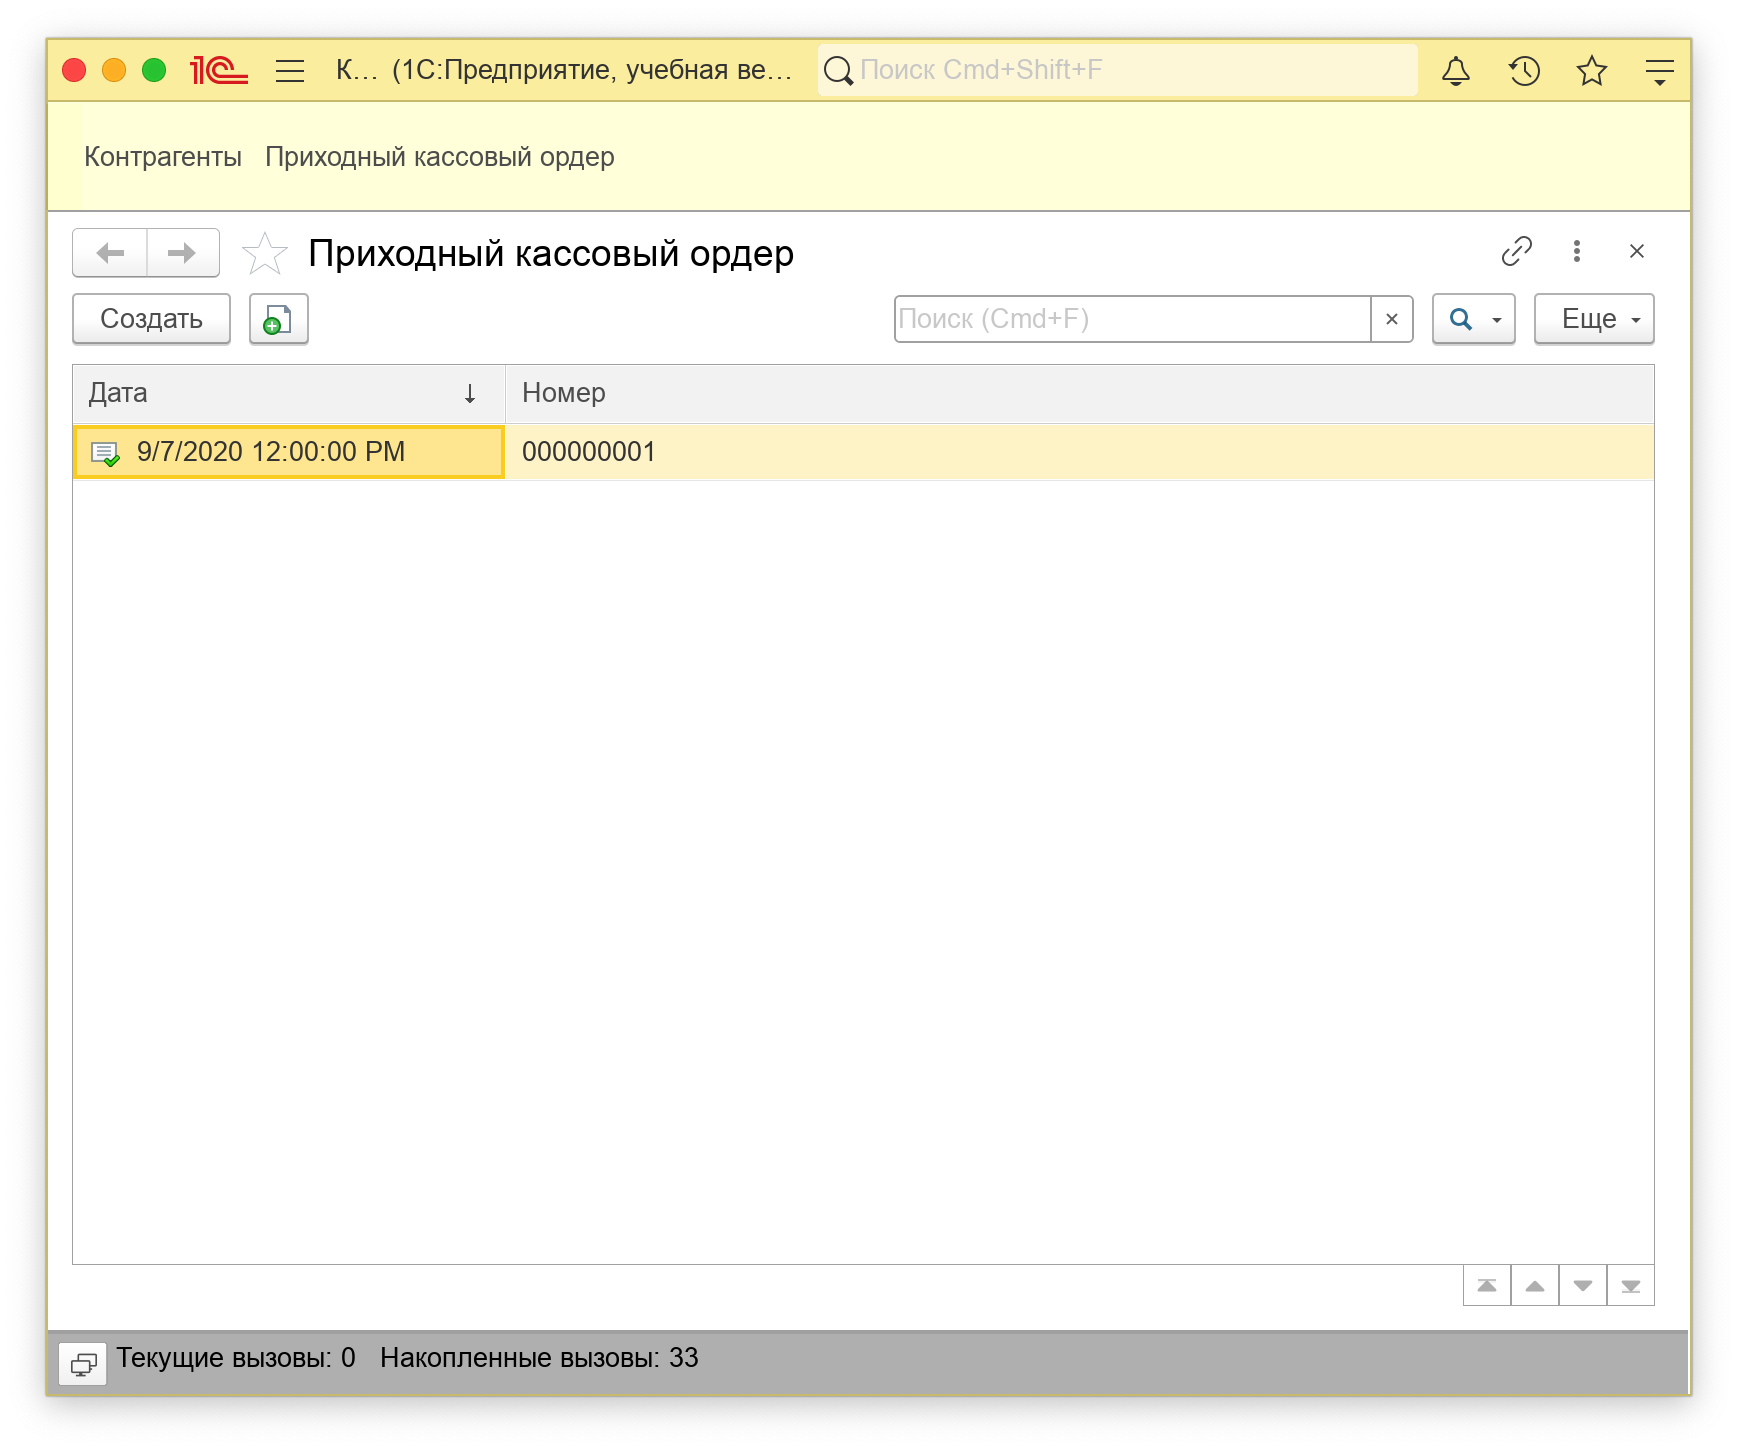 1С К... (1С:Предприятие, учебная ве... Поиск Cmd+Shift+F
Контрагенты Приходный кассовый ордер
Приходный кассовый ордер
Создать Поиск (Cmd+F) × Еще
Дата ↓ Номер
9/7/2020 12:00:00 PM 000000001
Текущие вызовы: 0 Накопленные вызовы: 33